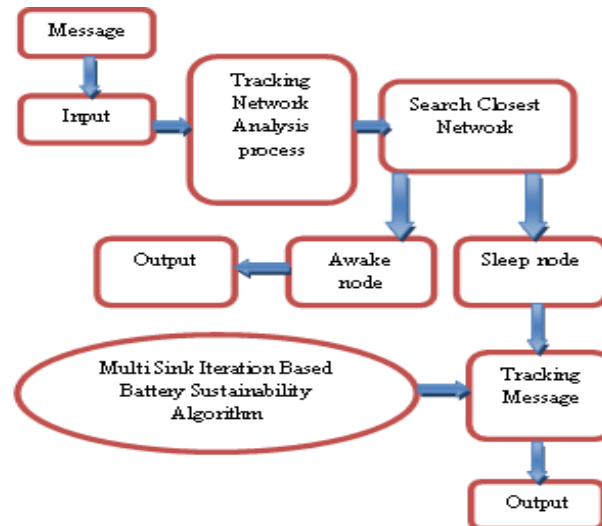 Message
Input
Tracking
Network
Analysis
process
Search Closest
Network
Output
Awake
node
Sleep node
Multi Sink Iteration Based
Battery Sustainability
Algorithm
Tracking
Message
Output